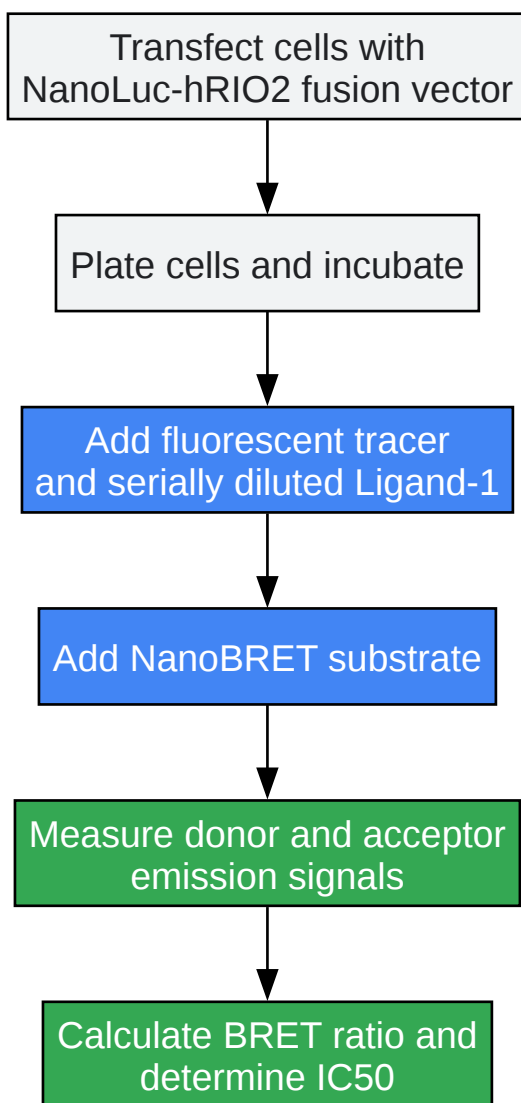 Transfect cells with
NanoLuc-hRIO2 fusion vector
Plate cells and incubate
Add fluorescent tracer
and serially diluted Ligand-1
Add NanoBRET substrate
Measure donor and acceptor
emission signals
Calculate BRET ratio and
determine IC50